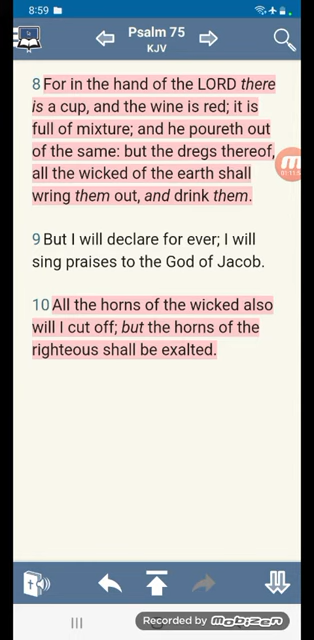 8:59
Psalm 75
KJV
8 For in the hand of the LORD there
is a cup, and the wine is red; it is
full of mixture; and he poureth out
of the same: but the dregs thereof,
all the wicked of the earth shall
wring them out, and drink them.
9 But I will declare for ever; I will
sing praises to the God of Jacob.
10 All the horns of the wicked also
will I cut off; but the horns of the
righteous shall be exalted.
Recorded by mobizen